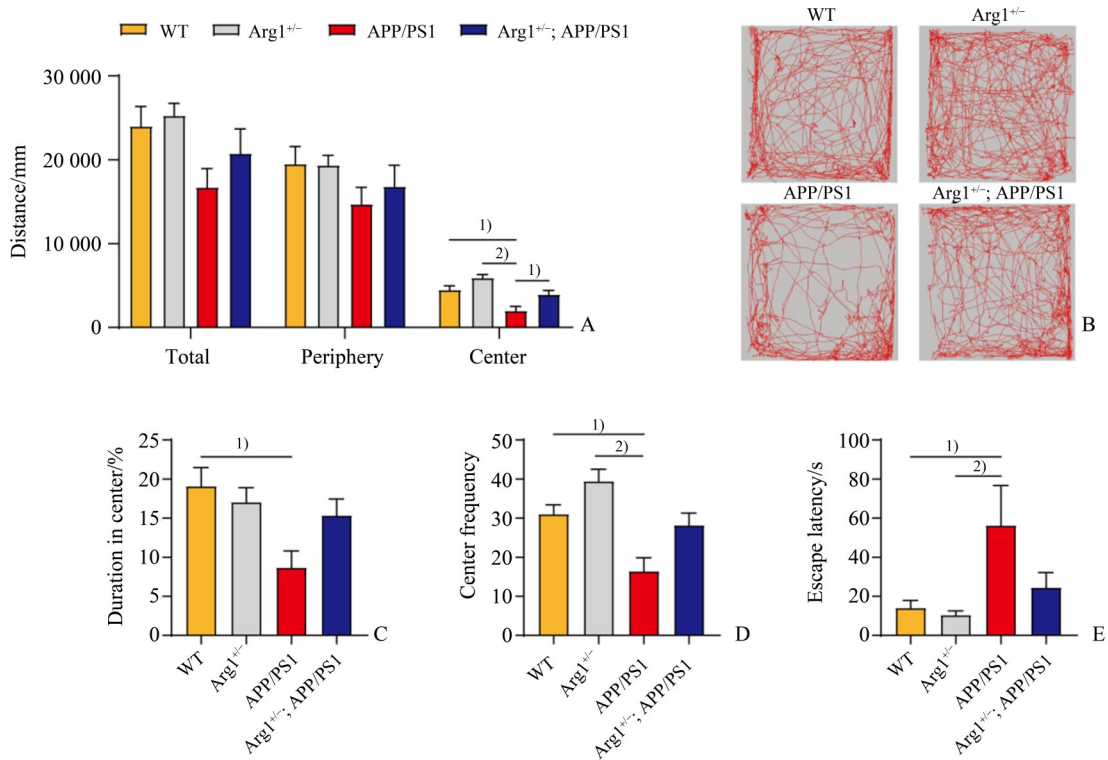 WT Arg1+/− APP/PS1 Arg1+/−; APP/PS1
30 000
20 000
10 000
0
Distance/mm
1)
2)
1)
Total Periphery Center
A
WT Arg1+/−
APP/PS1 Arg1+/−; APP/PS1
B
25
20
15
10
5
0
Duration in center/%
1)
WT
Arg1+/−
APP/PS1
Arg1+/−; APP/PS1
C
50
40
30
20
10
0
Center frequency
1)
2)
WT
Arg1+/−
APP/PS1
Arg1+/−; APP/PS1
D
100
80
60
40
20
0
Escape latency/s
1)
2)
WT
Arg1+/−
APP/PS1
Arg1+/−; APP/PS1
E